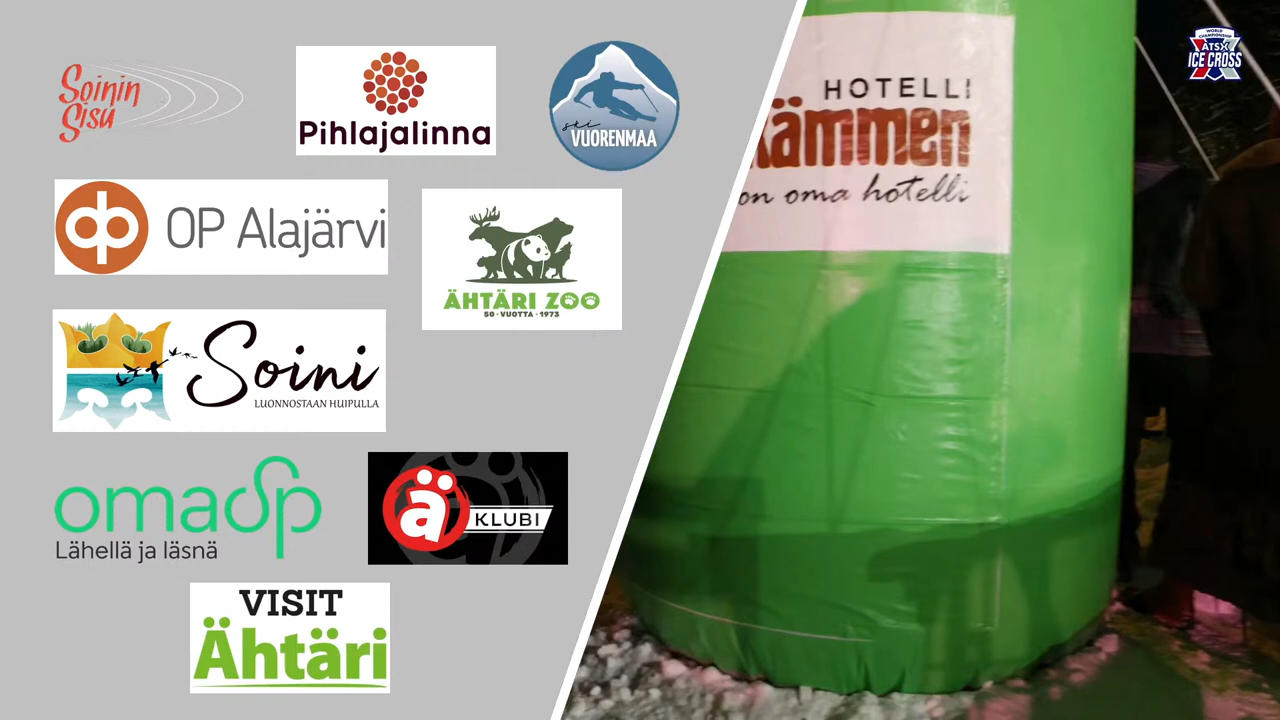 Soinin
Sisu
Pihlajalinna
ski
VUORENMAA
OP Alajärvi
ÄHTÄRI ZOO
50 · VUOTTA · 1973
Soini
LUONNOSTAAN HUIPULLA
omasp
Lähellä ja läsnä
ä KLUBI
VISIT
Ähtäri
HOTELLI
kämmen
on oma hotelli
WORLD
CHAMPIONSHIP
ATSX
ICE CROSS